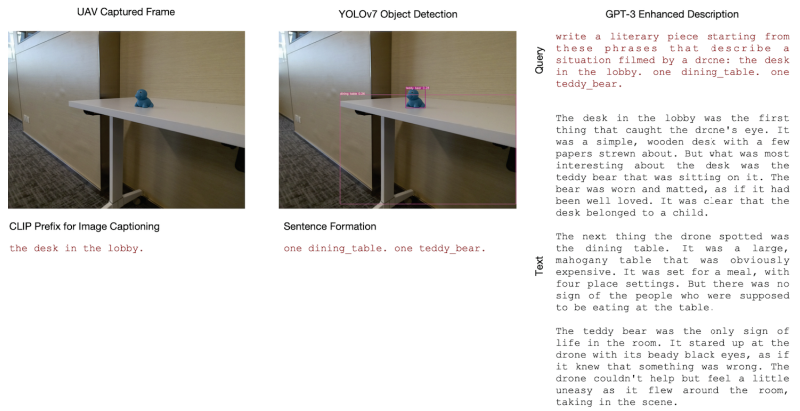 UAV Captured Frame
YOLOv7 Object Detection
GPT-3 Enhanced Description
CLIP Prefix for Image Captioning
the desk in the lobby.
Sentence Formation
one dining_table. one teddy_bear.
Query
write a literary piece starting from
these phrases that describe a
situation filmed by a drone: the desk
in the lobby. one dining_table. one
teddy_bear.
Text
The desk in the lobby was the first
thing that caught the drone's eye. It
was a simple, wooden desk with a few
papers strewn about. But what was most
interesting about the desk was the
teddy bear that was sitting on it. The
bear was worn and matted, as if it had
been well loved. It was clear that the
desk belonged to a child.
The next thing the drone spotted was
the dining table. It was a large,
mahogany table that was obviously
expensive. It was set for a meal, with
four place settings. But there was no
sign of the people who were supposed
to be eating at the table.
The teddy bear was the only sign of
life in the room. It stared up at the
drone with its beady black eyes, as if
it knew that something was wrong. The
drone couldn't help but feel a little
uneasy as it flew around the room,
taking in the scene.